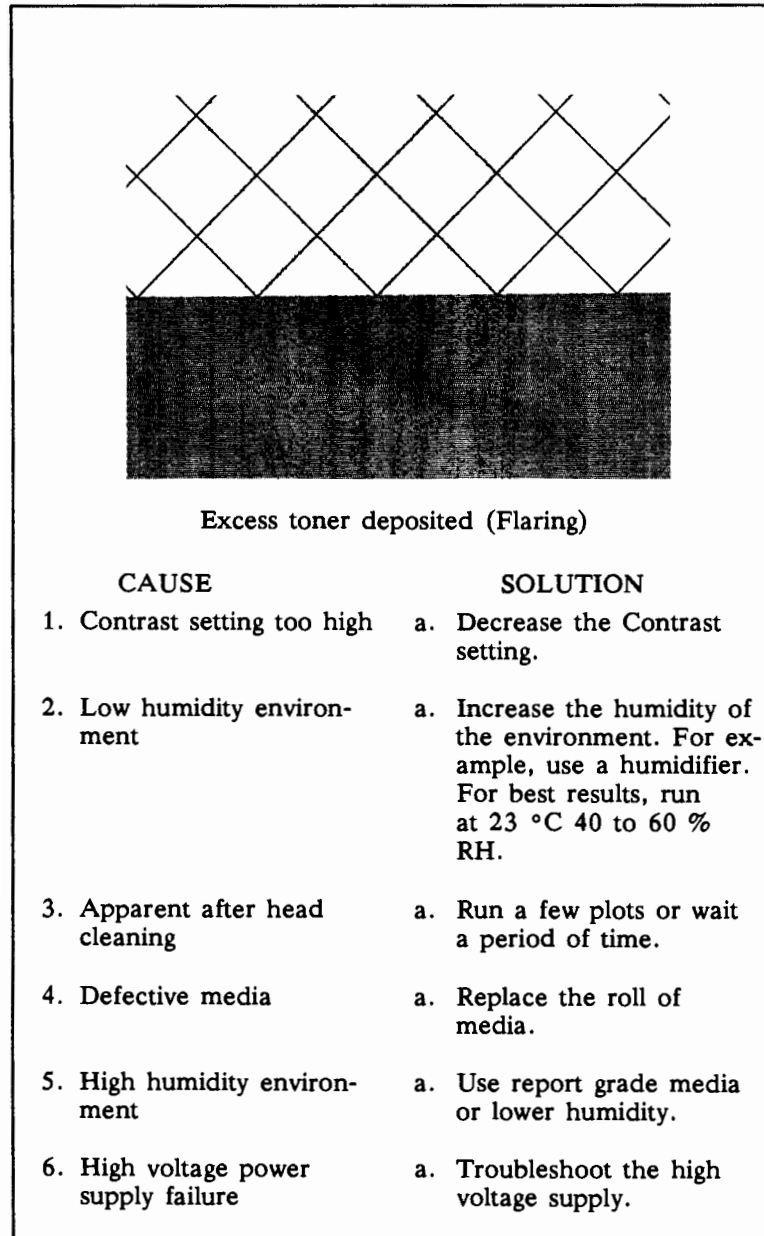 Excess toner deposited (Flaring)
CAUSE
SOLUTION
1. Contrast setting too high
a. Decrease the Contrast
setting.
2. Low humidity environ-
ment
a. Increase the humidity of
the environment. For ex-
ample, use a humidifier.
For best results, run
at 23 °C 40 to 60 %
RH.
3. Apparent after head
cleaning
a. Run a few plots or wait
a period of time.
4. Defective media
a. Replace the roll of
media.
5. High humidity environ-
ment
a. Use report grade media
or lower humidity.
6. High voltage power
supply failure
a. Troubleshoot the high
voltage supply.